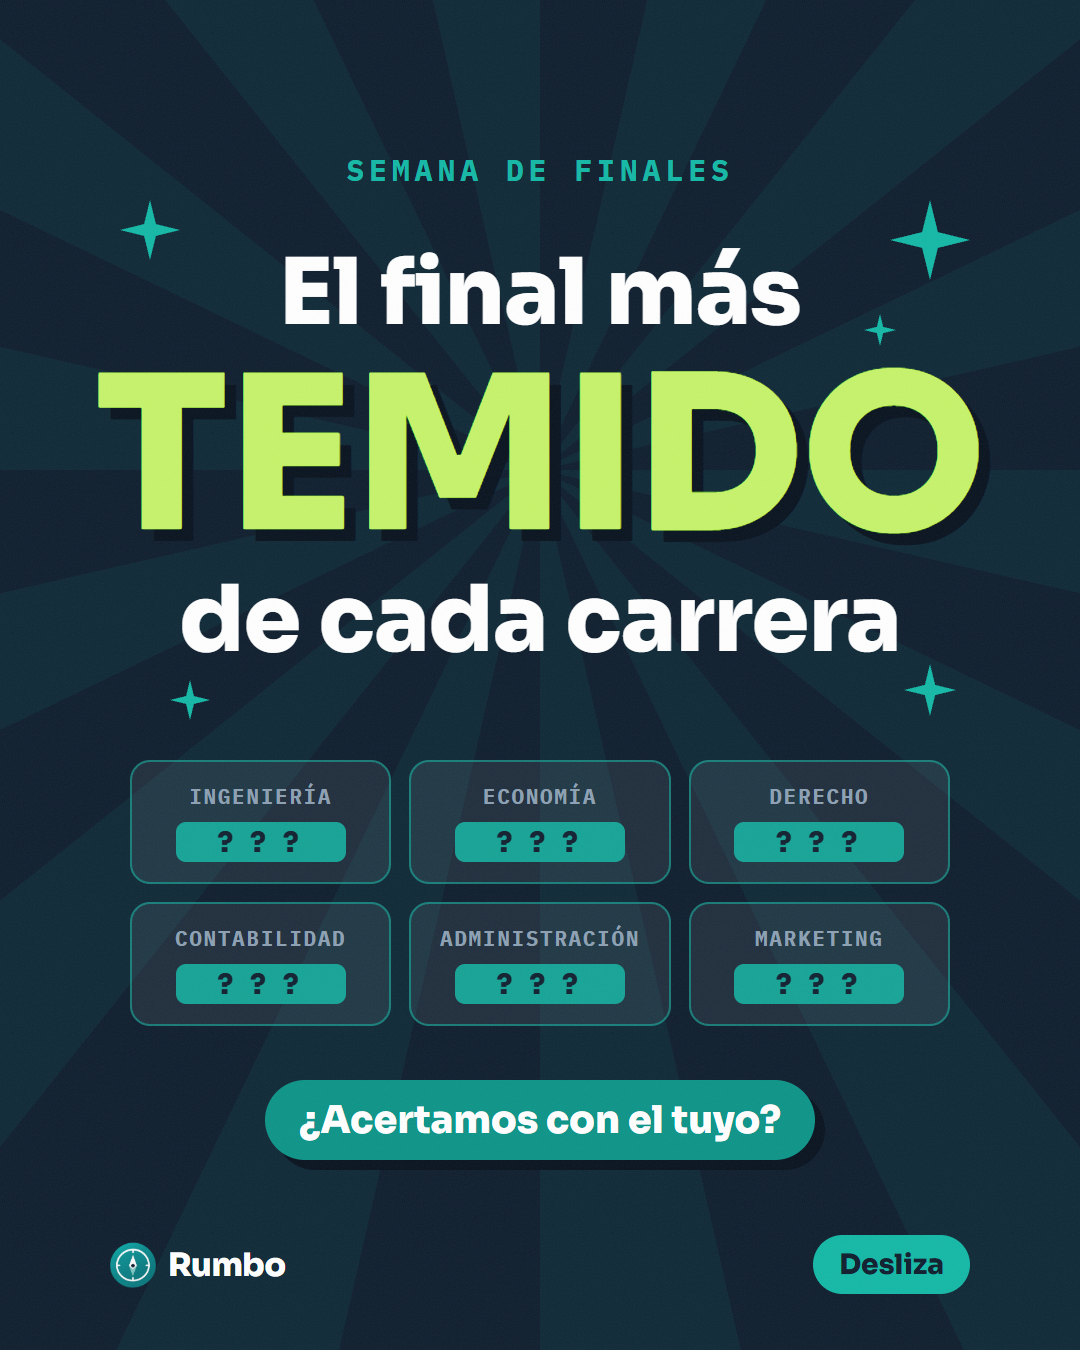 SEMANA DE FINALES
El final más
TEMIDO
de cada carrera
INGENIERÍA
? ? ?
ECONOMÍA
? ? ?
DERECHO
? ? ?
CONTABILIDAD
? ? ?
ADMINISTRACIÓN
? ? ?
MARKETING
? ? ?
¿Acertamos con el tuyo?
Rumbo
Desliza